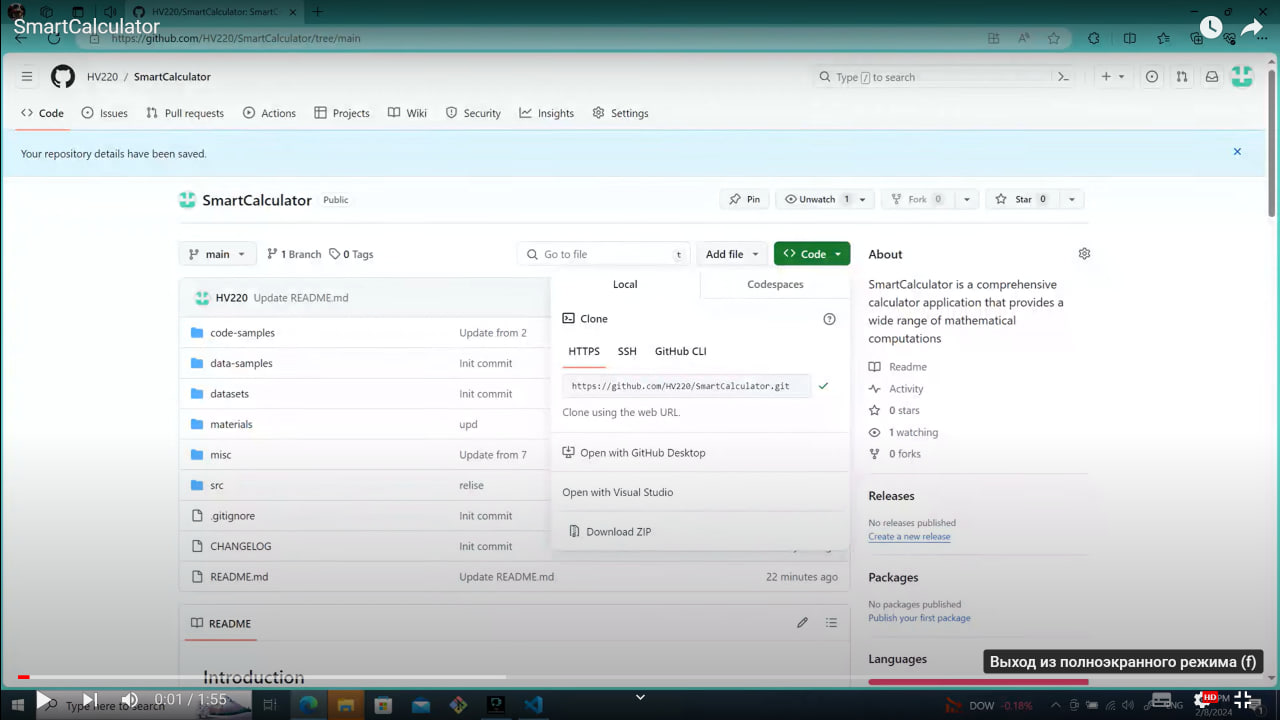 HV220/SmartCalculator: SmartCal
SmartCalculator
https://github.com/HV220/SmartCalculator/tree/main
HV220 / SmartCalculator
Type / to search
Code
Issues
Pull requests
Actions
Projects
Wiki
Security
Insights
Settings
Your repository details have been saved.
SmartCalculator Public
Pin
Unwatch 1
Fork 0
Star 0
main
1 Branch
0 Tags
Go to file t
Add file
Code
About
SmartCalculator is a comprehensive
calculator application that provides a
wide range of mathematical
computations
Readme
Activity
0 stars
1 watching
0 forks
Releases
No releases published
Create a new release
Packages
No packages published
Publish your first package
Languages
Local
Codespaces
Clone
HTTPS
SSH
GitHub CLI
https://github.com/HV220/SmartCalculator.git
Clone using the web URL.
Open with GitHub Desktop
Open with Visual Studio
Download ZIP
HV220 Update README.md
code-samples Update from 2
data-samples Init commit
datasets Init commit
materials upd
misc Update from 7
src relise
.gitignore Init commit
CHANGELOG Init commit
README.md Update README.md 22 minutes ago
README
Introduction
Выход из полноэкранного режима (f)
0:01 / 1:55
Type here to search
DOW -0.18%
ENG
PM
2/8/2024
HD